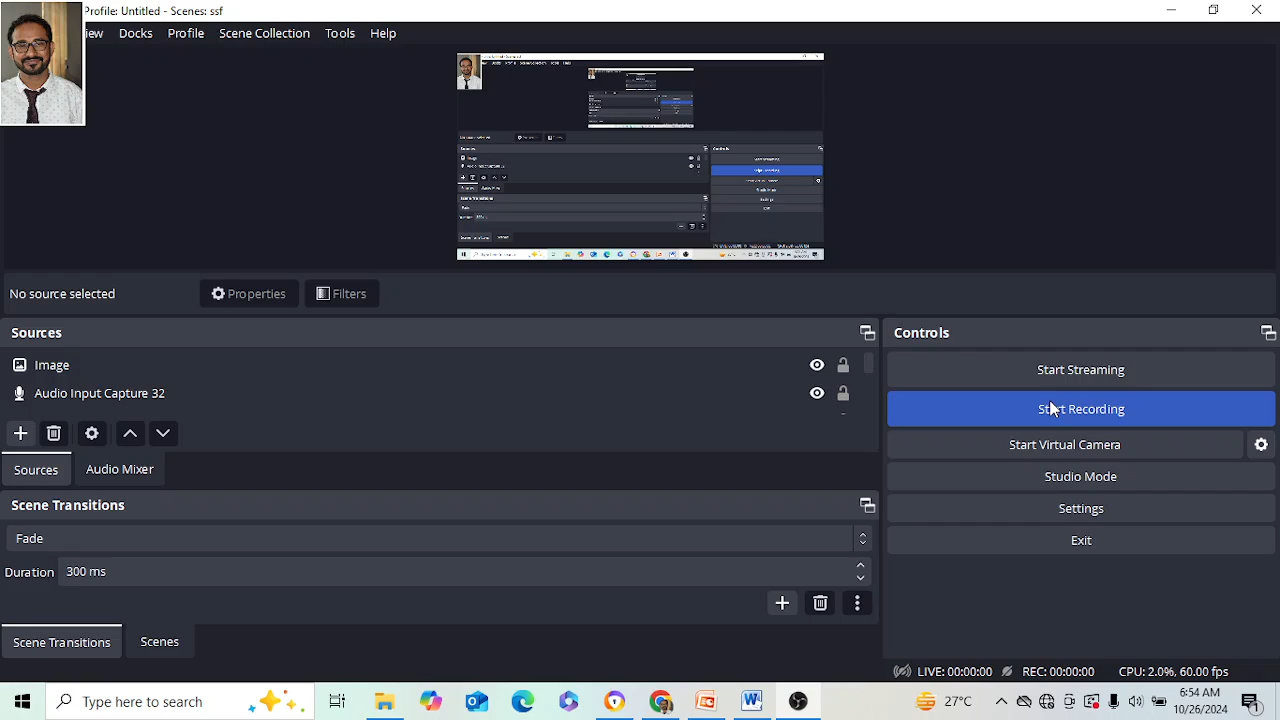 Profile: Untitled - Scenes: ssf
Docks Profile Scene Collection Tools Help
No source selected
Properties
Filters
Sources
Controls
Image
Start Streaming
Audio Input Capture 32
Start Recording
Start Virtual Camera
Sources
Audio Mixer
Studio Mode
Scene Transitions
Settings
Fade
Exit
Duration
300 ms
Scene Transitions
Scenes
LIVE: 00:00:00
REC: 00:00:00
CPU: 2.0%, 60.00 fps
Type here to search
27°C
6:54 AM
10/26/2024